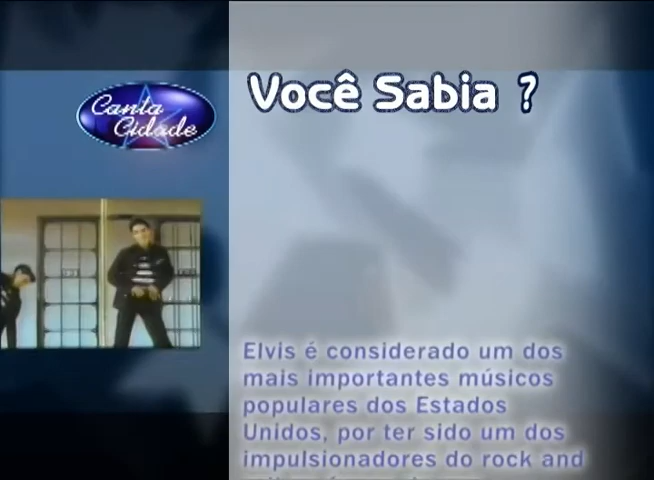 Canta
Cidade
Você Sabia ?
Elvis é considerado um dos
mais importantes músicos
populares dos Estados
Unidos, por ter sido um dos
impulsionadores do rock and